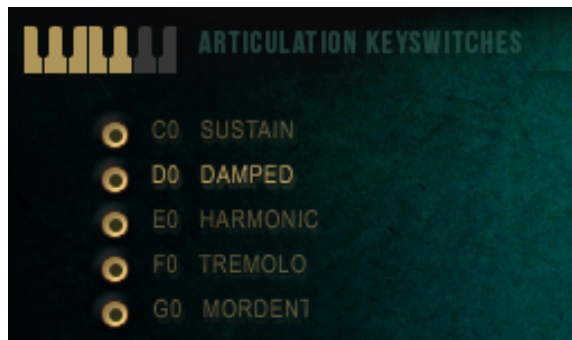 ARTICULATION KEYSWITCHES
C0 SUSTAIN
D0 DAMPED
E0 HARMONIC
F0 TREMOLO
G0 MORDENT